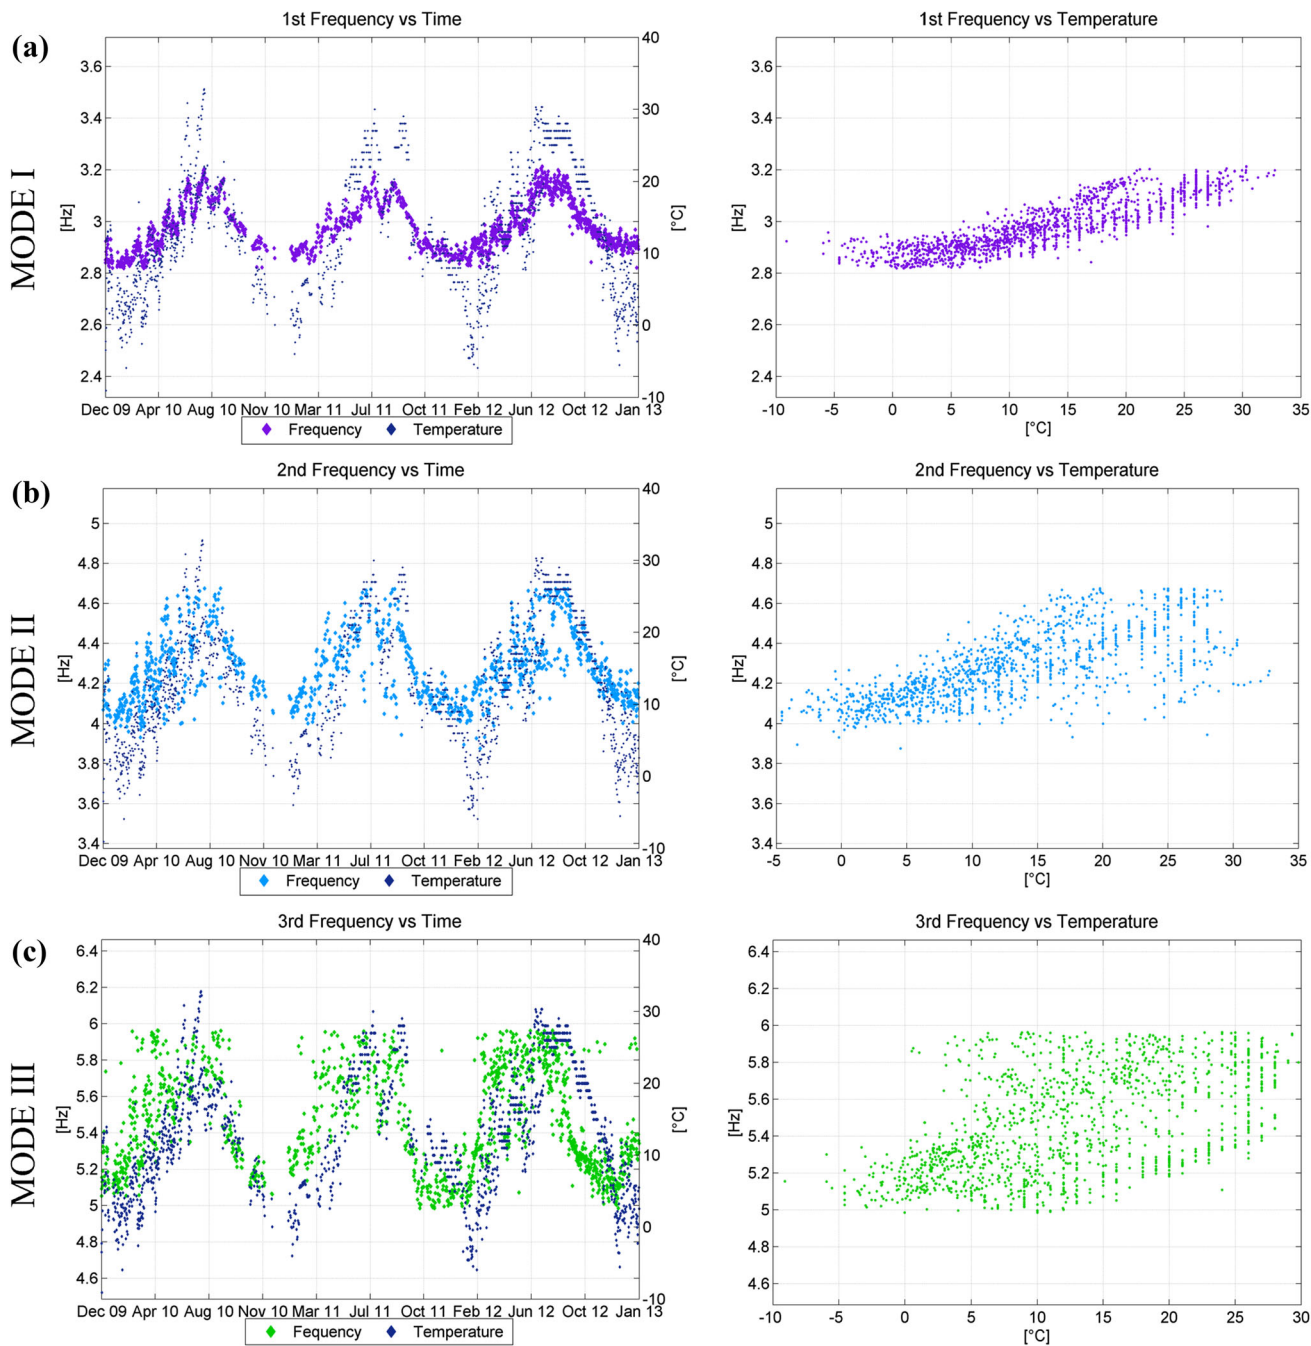 (a)
MODE I
1st Frequency vs Time
[Hz]
3.6
3.4
3.2
3
2.8
2.6
2.4
40
30
20
10
0
-10
[°C]
Dec 09 Apr 10 Aug 10 Nov 10 Mar 11 Jul 11 Oct 11 Feb 12 Jun 12 Oct 12 Jan 13
Frequency Temperature
1st Frequency vs Temperature
[Hz]
3.6
3.4
3.2
3
2.8
2.6
2.4
-10 -5 0 5 10 15 20 25 30 35
[°C]
(b)
MODE II
2nd Frequency vs Time
[Hz]
5
4.8
4.6
4.4
4.2
4
3.8
3.6
3.4
40
30
20
10
0
-10
[°C]
Dec 09 Apr 10 Aug 10 Nov 10 Mar 11 Jul 11 Oct 11 Feb 12 Jun 12 Oct 12 Jan 13
Frequency Temperature
2nd Frequency vs Temperature
[Hz]
5
4.8
4.6
4.4
4.2
4
3.8
3.6
3.4
-5 0 5 10 15 20 25 30 35
[°C]
(c)
MODE III
3rd Frequency vs Time
[Hz]
6.4
6.2
6
5.8
5.6
5.4
5.2
5
4.8
4.6
40
30
20
10
0
-10
[°C]
Dec 09 Apr 10 Aug 10 Nov 10 Mar 11 Jul 11 Oct 11 Feb 12 Jun 12 Oct 12 Jan 13
Fequency Temperature
3rd Frequency vs Temperature
[Hz]
6.4
6.2
6
5.8
5.6
5.4
5.2
5
4.8
4.6
-10 -5 0 5 10 15 20 25 30
[°C]